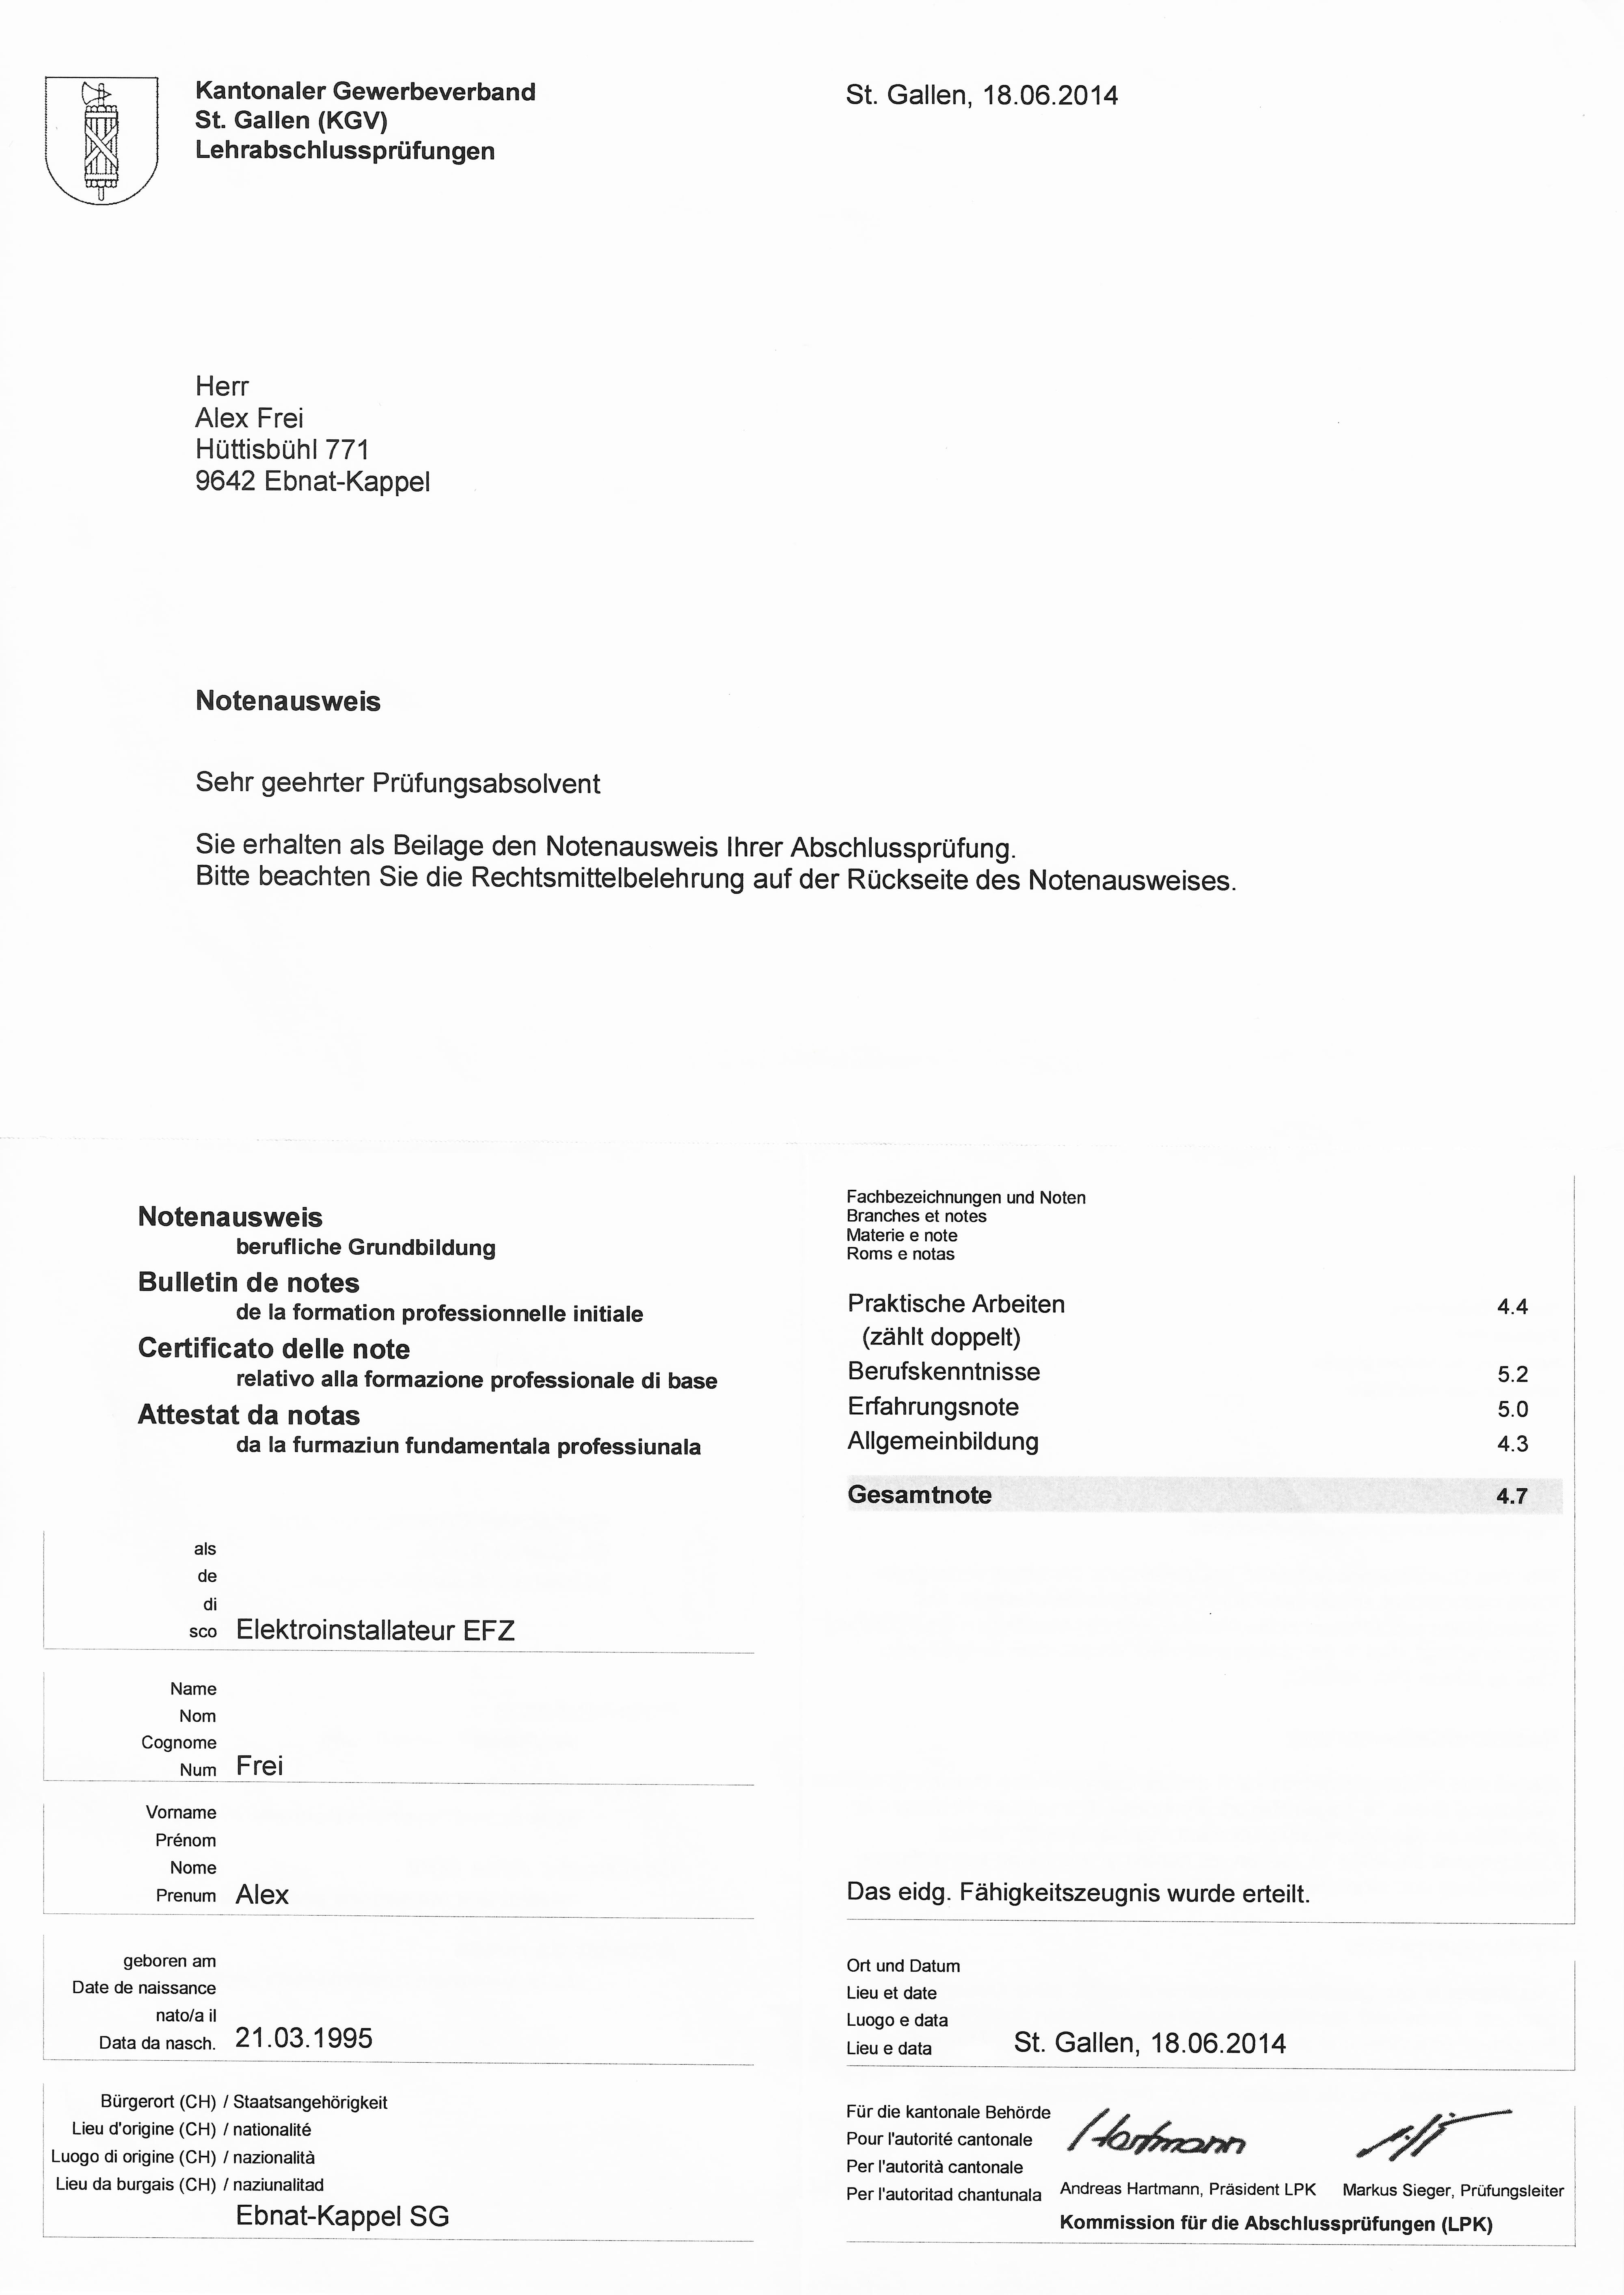 Kantonaler Gewerbeverband
St. Gallen (KGV)
Lehrabschlussprüfungen
St. Gallen, 18.06.2014
Herr
Alex Frei
Hüttisbühl 771
9642 Ebnat-Kappel
Notenausweis
Sehr geehrter Prüfungsabsolvent
Sie erhalten als Beilage den Notenausweis Ihrer Abschlussprüfung.
Bitte beachten Sie die Rechtsmittelbelehrung auf der Rückseite des Notenausweises.
Notenausweis
berufliche Grundbildung
Bulletin de notes
de la formation professionnelle initiale
Certificato delle note
relativo alla formazione professionale di base
Attestat da notas
da la furmaziun fundamentala professiunala
als
de
di
sco Elektroinstallateur EFZ
Name
Nom
Cognome
Num Frei
Vorname
Prénom
Nome
Prenum Alex
geboren am
Date de naissance
nato/a il
Data da nasch. 21.03.1995
Bürgerort (CH) / Staatsangehörigkeit
Lieu d'origine (CH) / nationalité
Luogo di origine (CH) / nazionalità
Lieu da burgais (CH) / naziunalitad
Ebnat-Kappel SG
Fachbezeichnungen und Noten
Branches et notes
Materie e note
Roms e notas
Praktische Arbeiten 4.4
(zählt doppelt)
Berufskenntnisse 5.2
Erfahrungsnote 5.0
Allgemeinbildung 4.3
Gesamtnote 4.7
Das eidg. Fähigkeitszeugnis wurde erteilt.
Ort und Datum
Lieu et date
Luogo e data
Lieu e data St. Gallen, 18.06.2014
Für die kantonale Behörde
Pour l'autorité cantonale
Per l'autorità cantonale
Per l'autoritad chantunala
Hartmann
Andreas Hartmann, Präsident LPK Markus Sieger, Prüfungsleiter
Kommission für die Abschlussprüfungen (LPK)